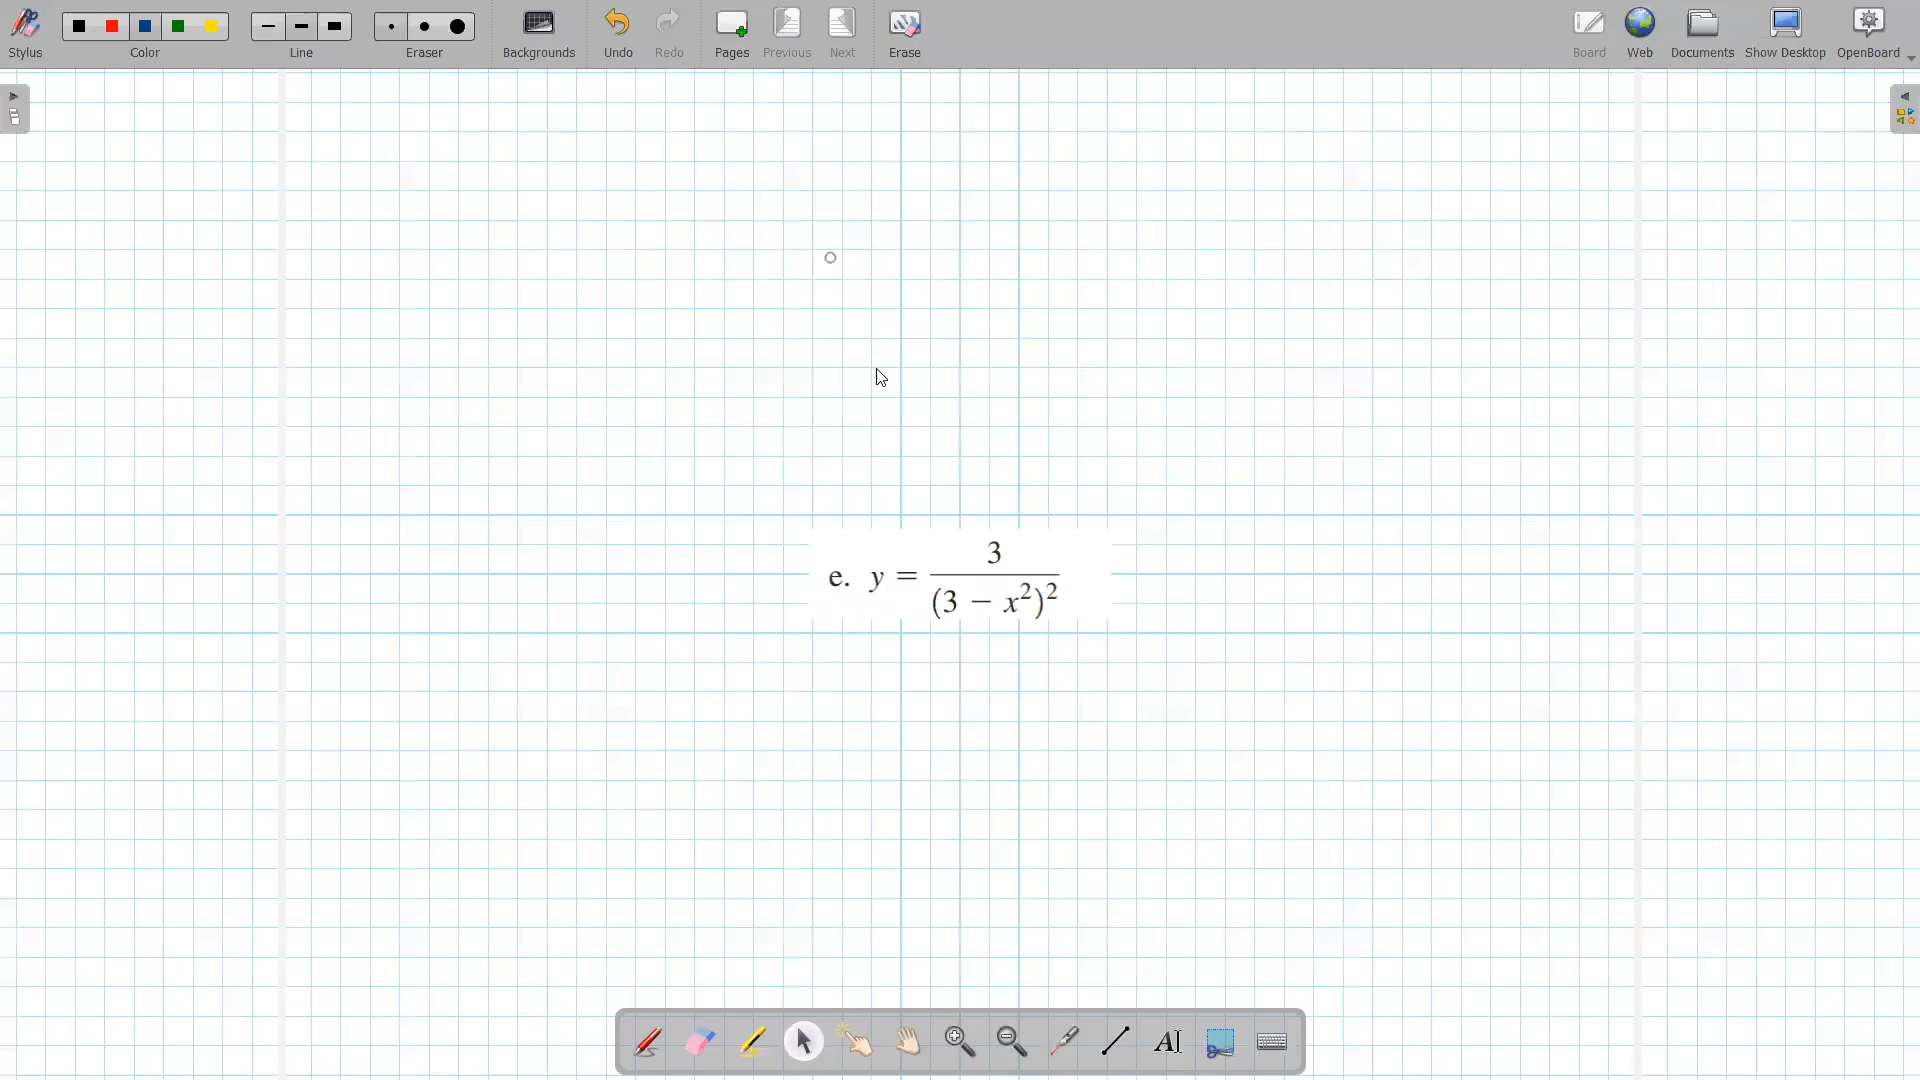 Stylus Color Line Eraser Backgrounds Undo Redo Pages Previous Next Erase Board Web Documents Show Desktop OpenBoard
e. y = 3 / (3 − x²)²
A